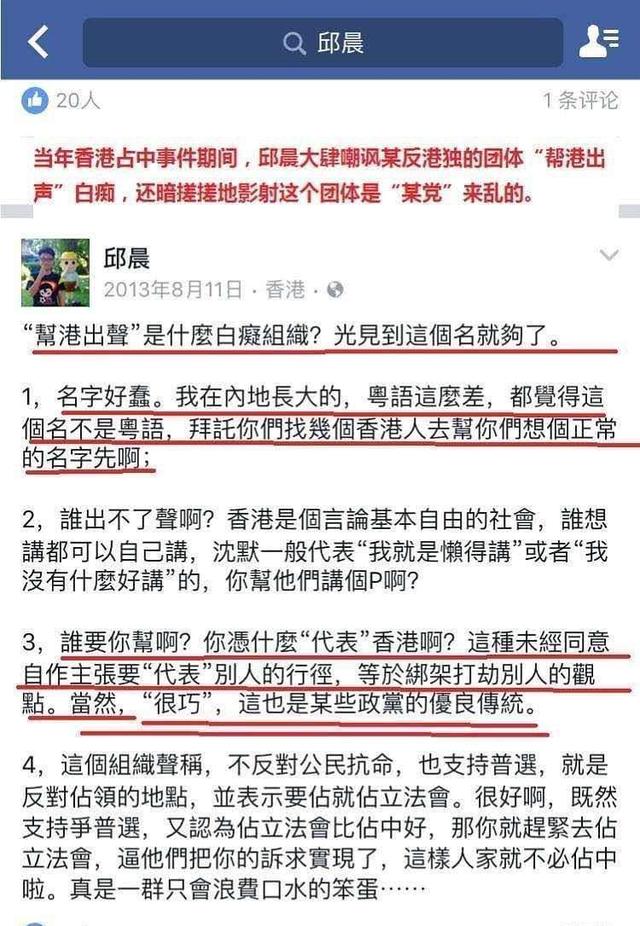 邱晨
20人
1 条评论
当年香港占中事件期间，邱晨大肆嘲讽某反港独的团体“帮港出
声”白痴，还暗搓搓地影射这个团体是“某党”来乱的。
邱晨
2013年8月11日 · 香港 ·
“幫港出聲”是什麼白癡組織？光見到這個名就夠了。
1，名字好蠢。我在內地長大的，粵語這麼差，都覺得這
個名不是粵語，拜託你們找幾個香港人去幫你們想個正常
的名字先啊；
2，誰出不了聲啊？香港是個言論基本自由的社會，誰想
講都可以自己講，沈默一般代表“我就是懶得講”或者“我
沒有什麼好講”的，你幫他們講個P啊？
3，誰要你幫啊？你憑什麼“代表”香港啊？這種未經同意
自作主張要“代表”別人的行徑，等於綁架打劫別人的觀
點。當然，“很巧”，這也是某些政黨的優良傳統。
4，這個組織聲稱，不反對公民抗命，也支持普選，就是
反對佔領的地點，並表示要佔就佔立法會。很好啊，既然
支持爭普選，又認為佔立法會比佔中好，那你就趕緊去佔
立法會，逼他們把你的訴求實現了，這樣人家就不必佔中
啦。真是一群只會浪費口水的笨蛋……